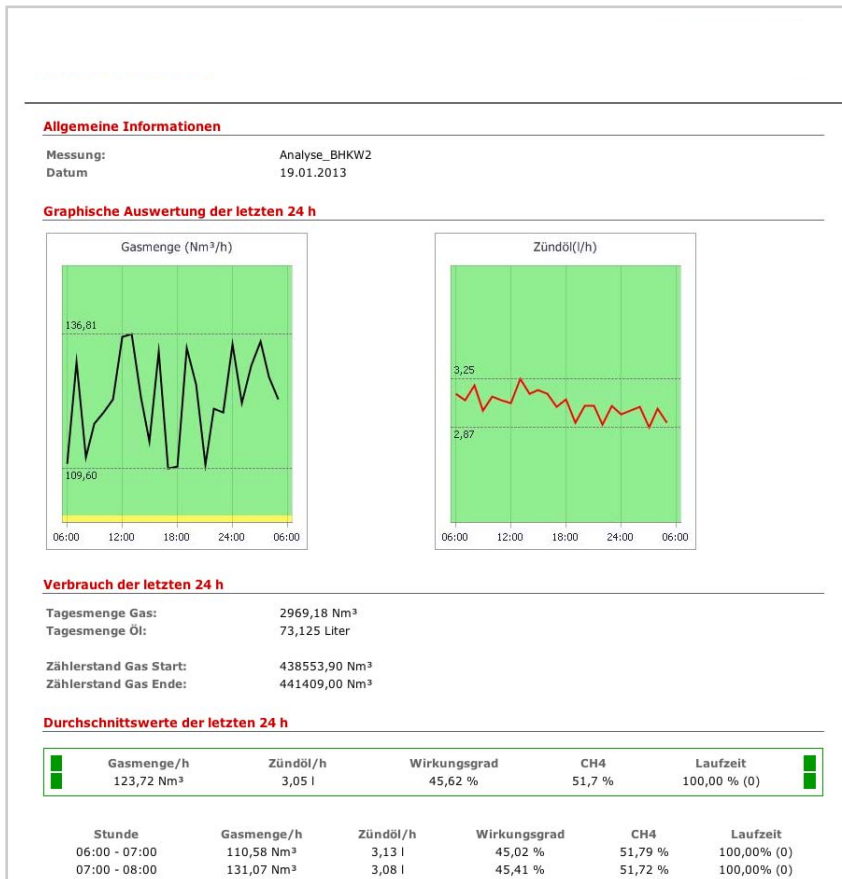 Allgemeine Informationen
Messung: Analyse_BHKW2
Datum 19.01.2013
Graphische Auswertung der letzten 24 h
Gasmenge (Nm³/h)
136,81
109,60
06:00 12:00 18:00 24:00 06:00
Zündöl(l/h)
3,25
2,87
06:00 12:00 18:00 24:00 06:00
Verbrauch der letzten 24 h
Tagesmenge Gas: 2969,18 Nm³
Tagesmenge Öl: 73,125 Liter
Zählerstand Gas Start: 438553,90 Nm³
Zählerstand Gas Ende: 441409,00 Nm³
Durchschnittswerte der letzten 24 h
Gasmenge/h Zündöl/h Wirkungsgrad CH4 Laufzeit
123,72 Nm³ 3,05 l 45,62 % 51,7 % 100,00 % (0)
Stunde Gasmenge/h Zündöl/h Wirkungsgrad CH4 Laufzeit
06:00 - 07:00 110,58 Nm³ 3,13 l 45,02 % 51,79 % 100,00% (0)
07:00 - 08:00 131,07 Nm³ 3,08 l 45,41 % 51,72 % 100,00% (0)